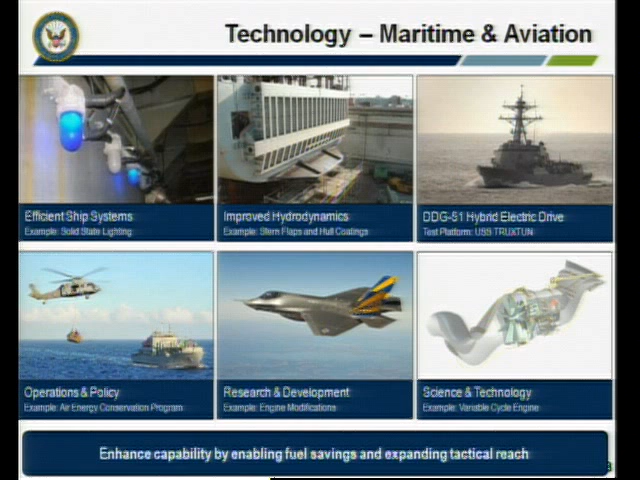 Technology – Maritime & Aviation
Efficient Ship Systems
Example: Solid State Lighting
Improved Hydrodynamics
Example: Stern Flaps and Hull Coatings
DDG-51 Hybrid Electric Drive
Test Platform: USS TRUXTUN
Operations & Policy
Example: Air Energy Conservation Program
Research & Development
Example: Engine Modifications
Science & Technology
Example: Variable Cycle Engine
Enhance capability by enabling fuel savings and expanding tactical reach